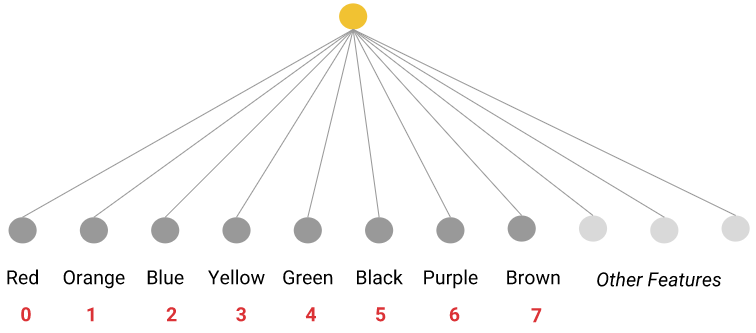 Red Orange Blue Yellow Green Black Purple Brown Other Features
0 1 2 3 4 5 6 7